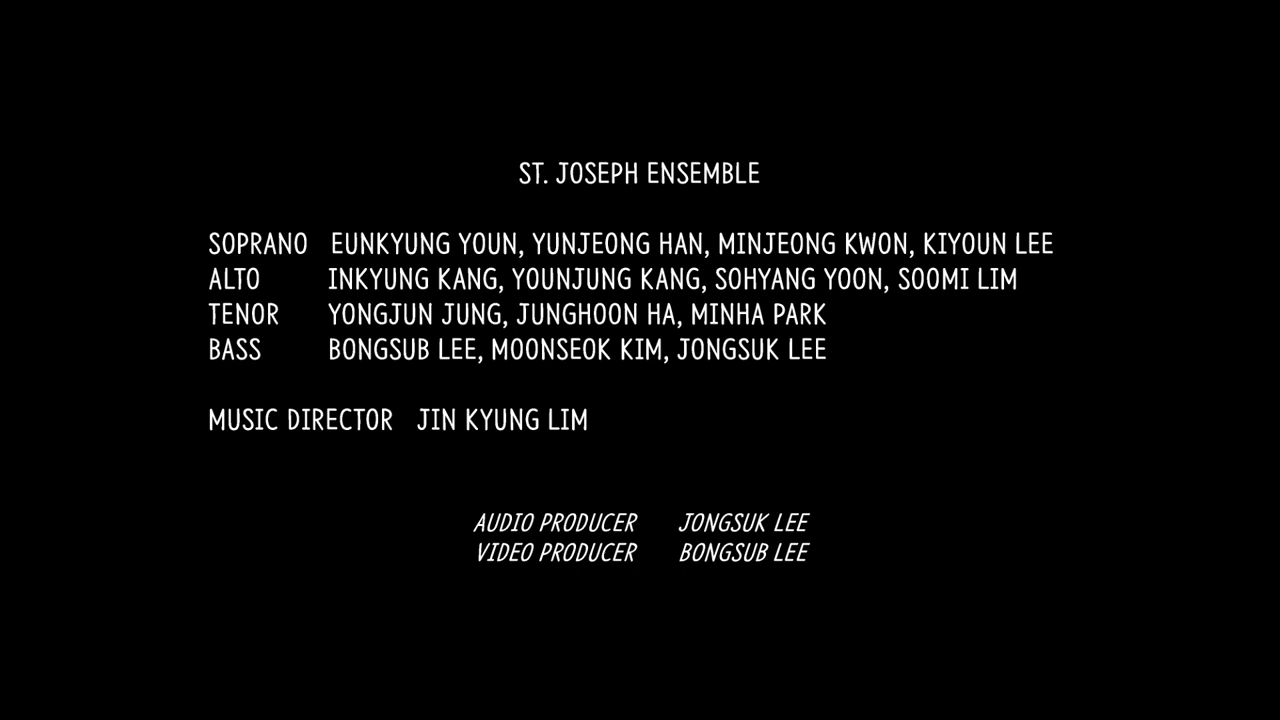 ST. JOSEPH ENSEMBLE
SOPRANO EUNKYUNG YOUN, YUNJEONG HAN, MINJEONG KWON, KIYOUN LEE
ALTO INKYUNG KANG, YOUNJUNG KANG, SOHYANG YOON, SOOMI LIM
TENOR YONGJUN JUNG, JUNGHOON HA, MINHA PARK
BASS BONGSUB LEE, MOONSEOK KIM, JONGSUK LEE
MUSIC DIRECTOR JIN KYUNG LIM
AUDIO PRODUCER JONGSUK LEE
VIDEO PRODUCER BONGSUB LEE